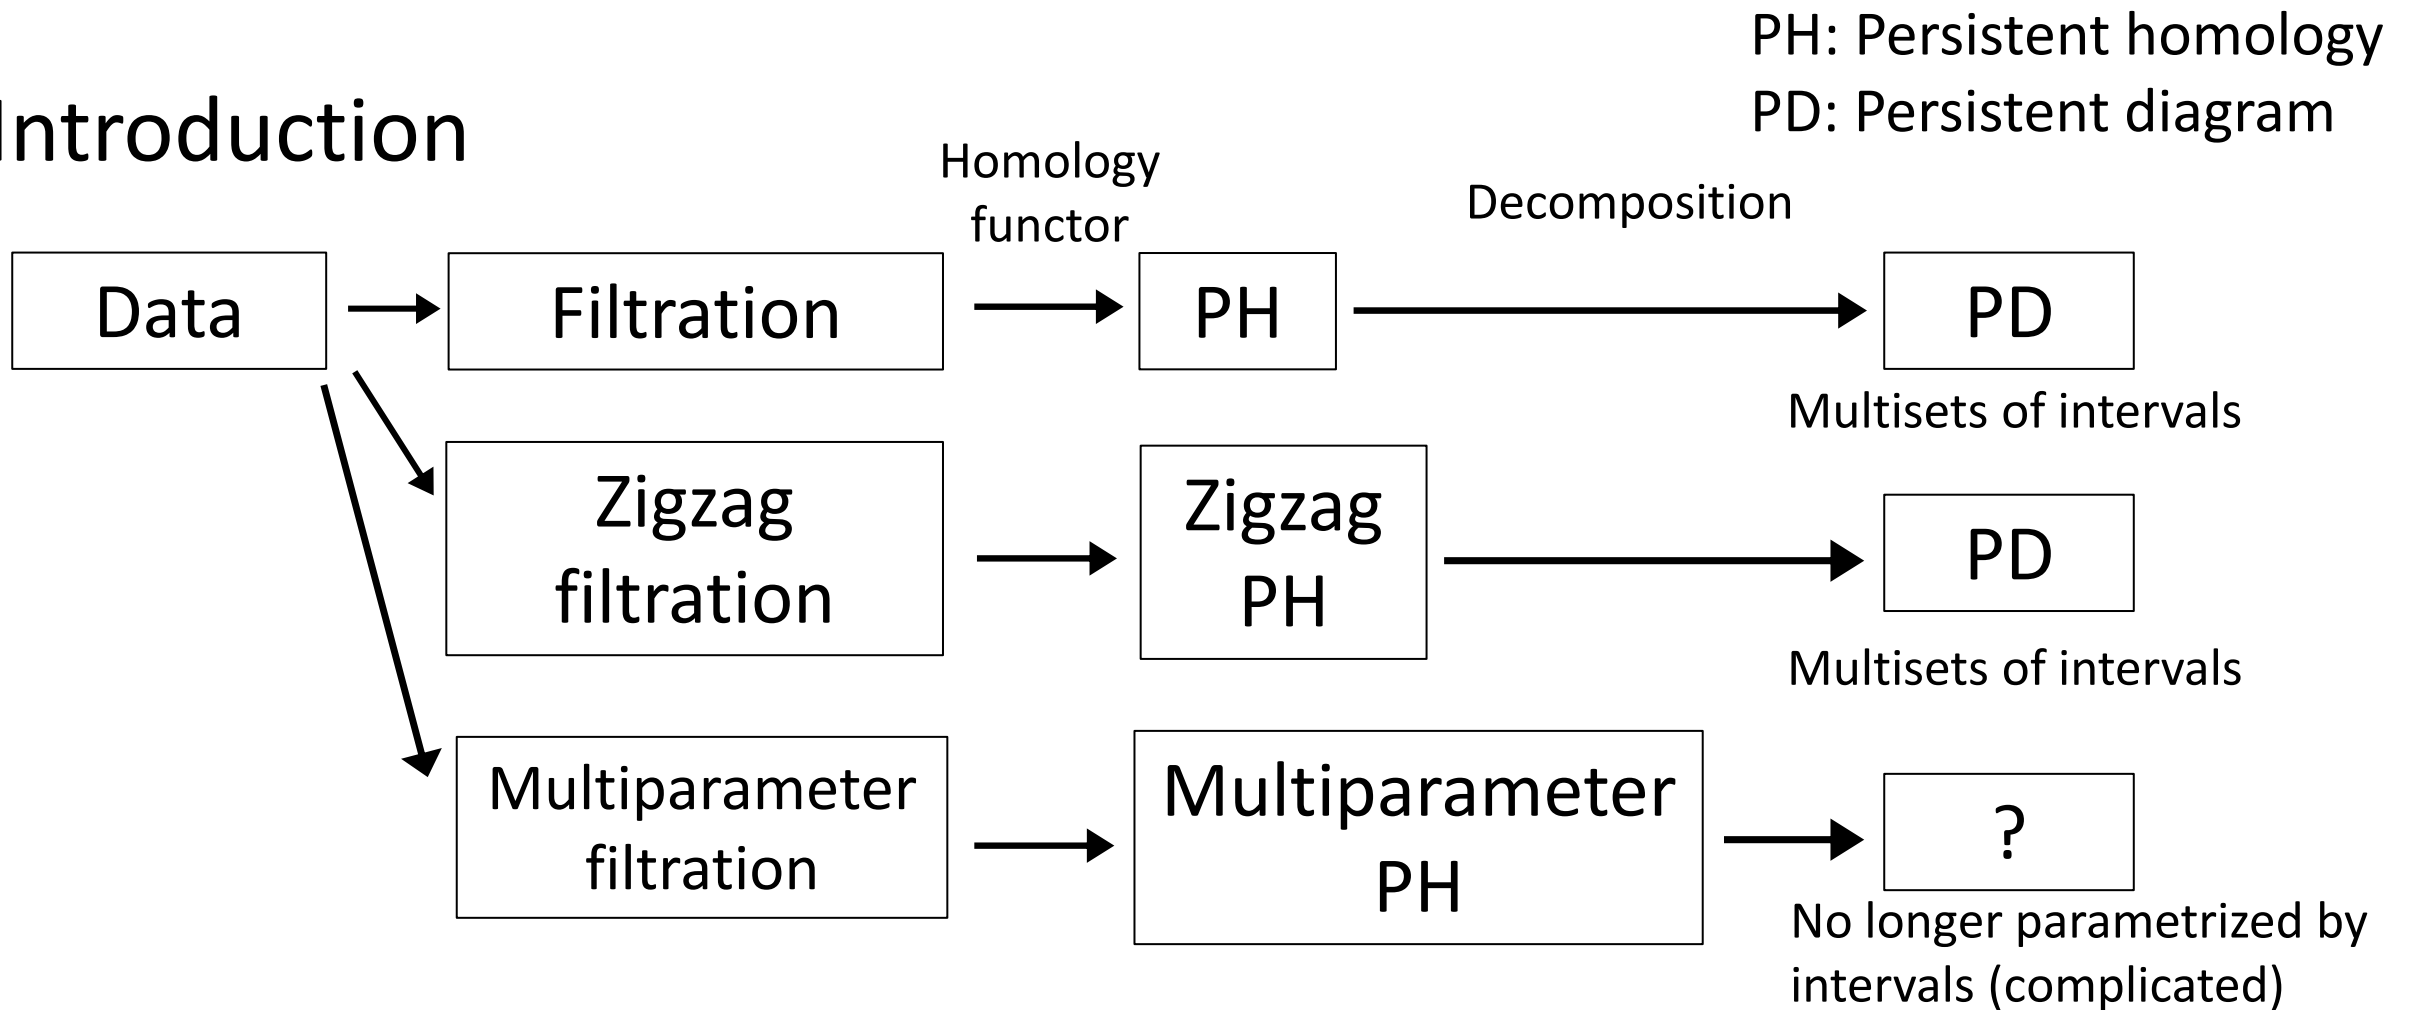 PH: Persistent homology
PD: Persistent diagram
Introduction
Homology
functor
Decomposition
Data
Filtration
PH
PD
Multisets of intervals
Zigzag
filtration
Zigzag
PH
PD
Multisets of intervals
Multiparameter
filtration
Multiparameter
PH
?
No longer parametrized by
intervals (complicated)